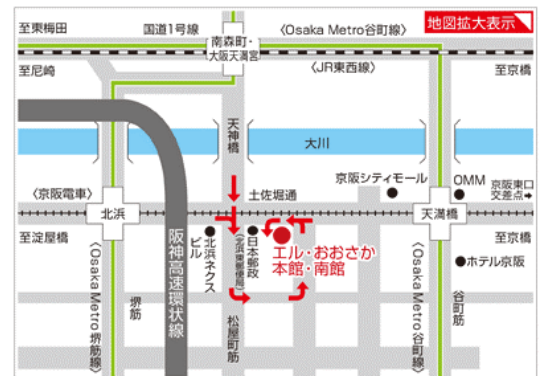 地図拡大表示
至東梅田
国道1号線
〈Osaka Metro谷町線〉
南森町・
大阪天満宮
至尼崎
〈JR東西線〉
至京橋
天神橋
大川
京阪シティモール
OMM
京阪東口
交差点➡
〈京阪電車〉
土佐堀通
北浜
天満橋
至淀屋橋
至京橋
阪神高速環状線
北浜ネクス
ビル
日本郵政
(北浜東郵便局)
エル・おおさか
本館・南館
ホテル京阪
〈Osaka Metro堺筋線〉
堺筋
松屋町筋
〈Osaka Metro谷町線〉
谷町筋